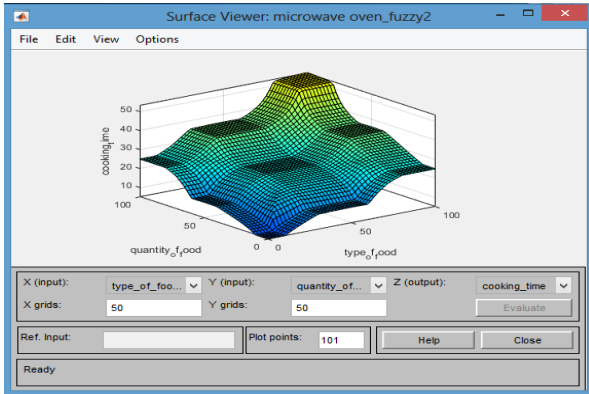 Surface Viewer: microwave oven_fuzzy2
File Edit View Options
50
40
30
20
10
cooking_time
100
50
0
quantity_of_food
0
50
100
type_of_food
X (input): type_of_foo... Y (input): quantity_of... Z (output): cooking_time
X grids: 50 Y grids: 50 Evaluate
Ref. Input: Plot points: 101 Help Close
Ready